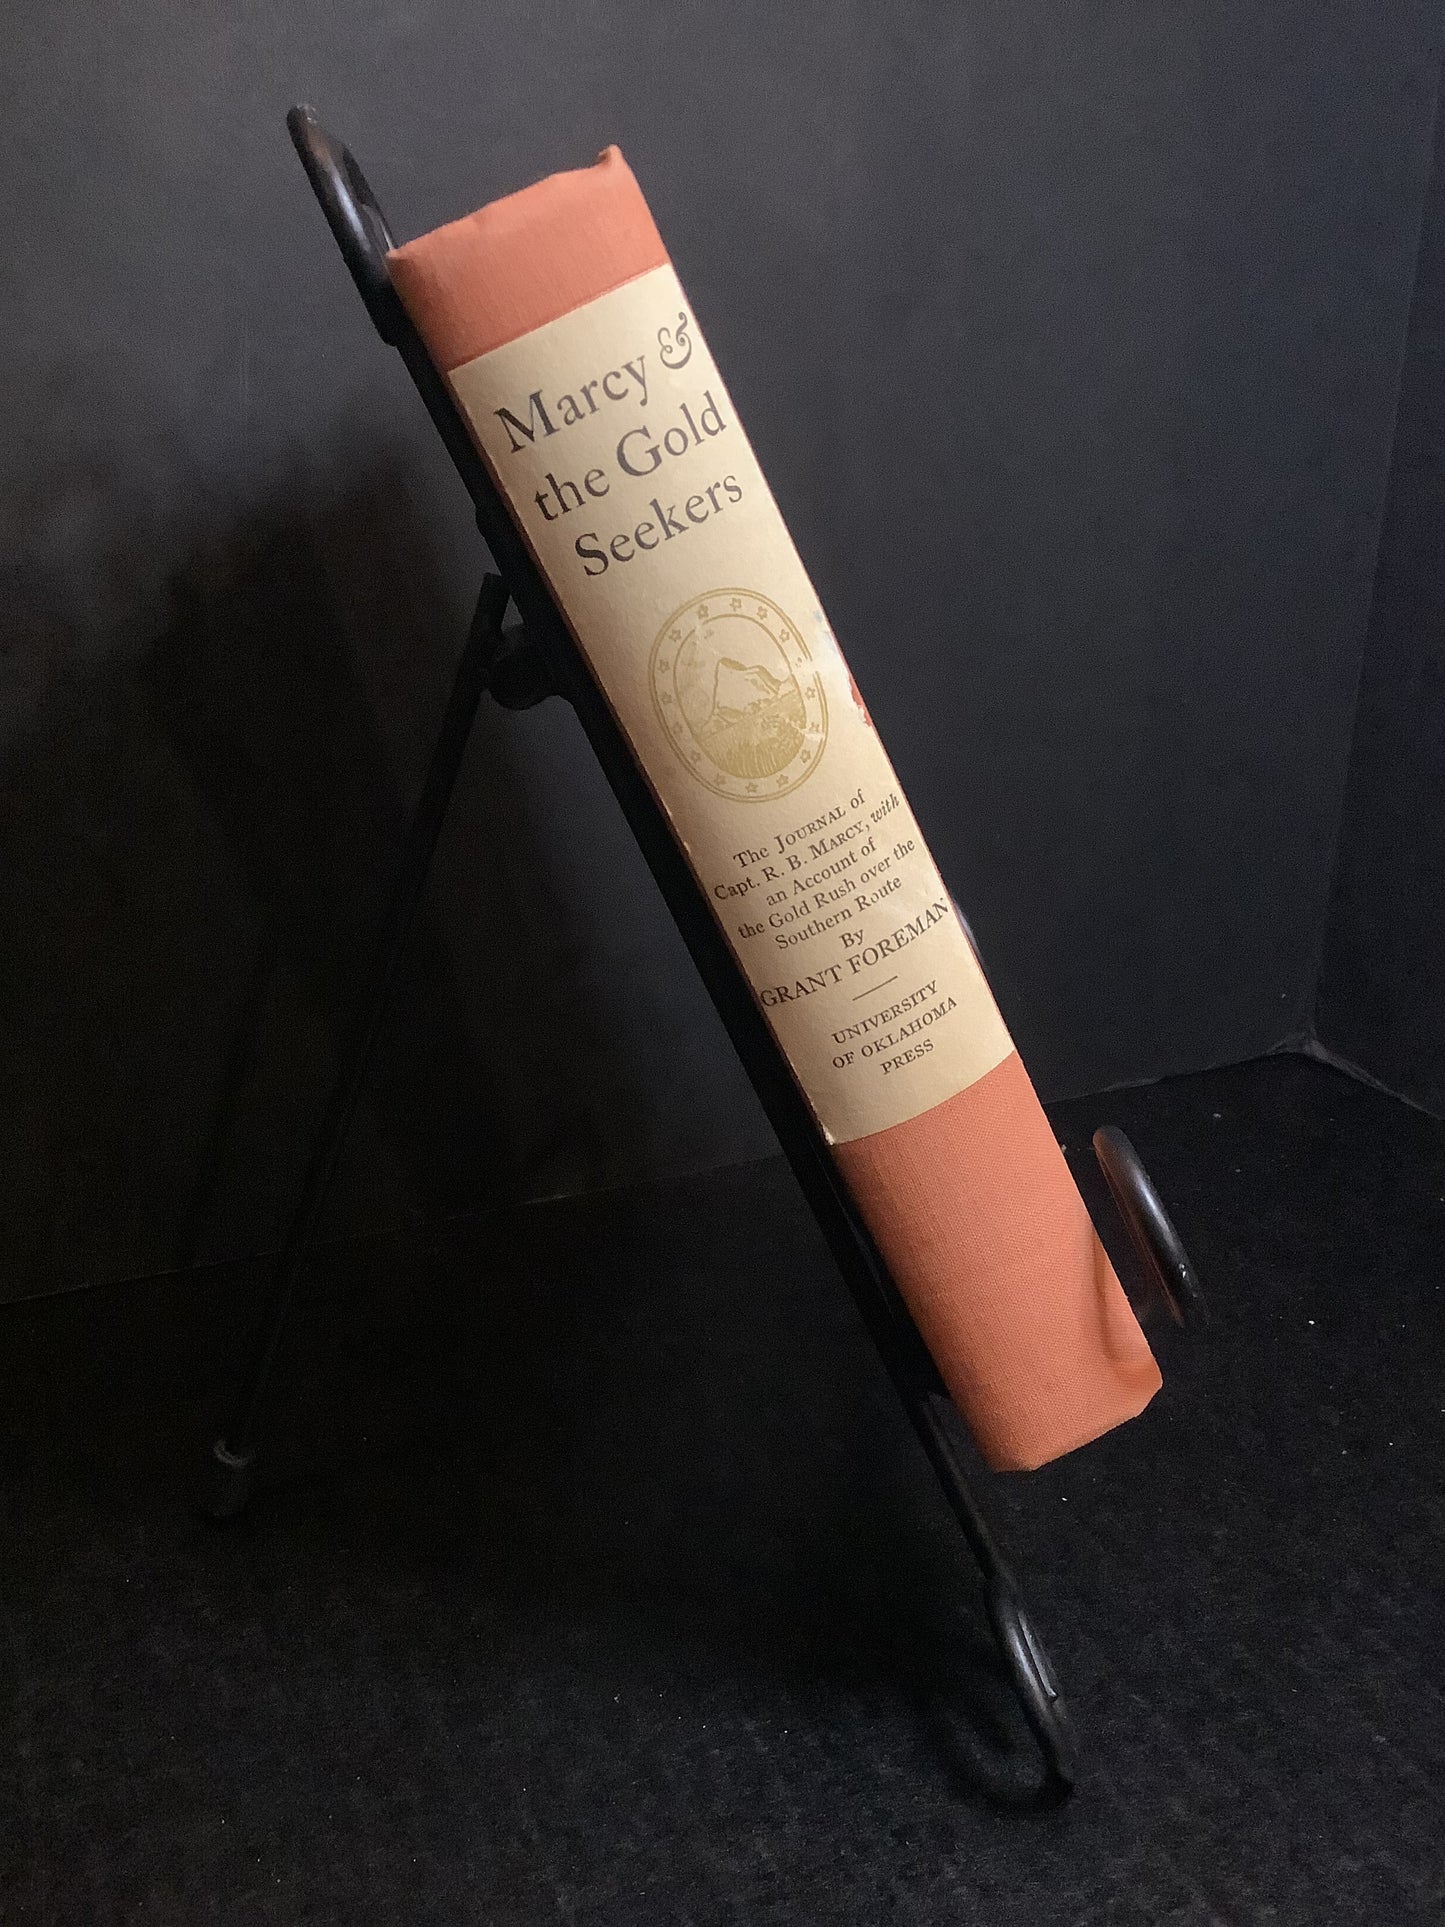 Marcy &
the Gold
Seekers
The JOURNAL of
Capt. R. B. MARCY, with
an Account of
the Gold Rush over the
Southern Route
By
GRANT FOREMAN
UNIVERSITY
OF OKLAHOMA
PRESS